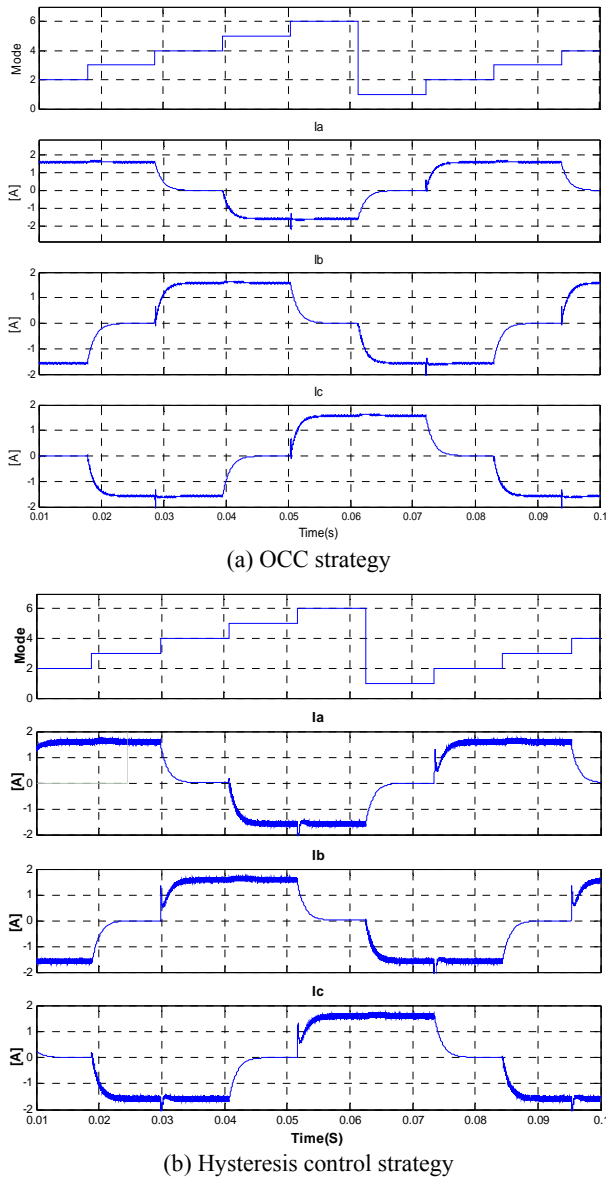 6
4
2
0
Mode
Ia
2
1
0
-1
-2
[A]
Ib
2
1
0
-1
-2
[A]
Ic
2
1
0
-1
-2
[A]
0.01 0.02 0.03 0.04 0.05 0.06 0.07 0.08 0.09 0.1
Time(s)
(a) OCC strategy
6
4
2
0
Mode
Ia
2
1
0
-1
-2
[A]
Ib
2
1
0
-1
-2
[A]
Ic
2
1
0
-1
-2
[A]
0.01 0.02 0.03 0.04 0.05 0.06 0.07 0.08 0.09 0.1
Time(S)
(b) Hysteresis control strategy